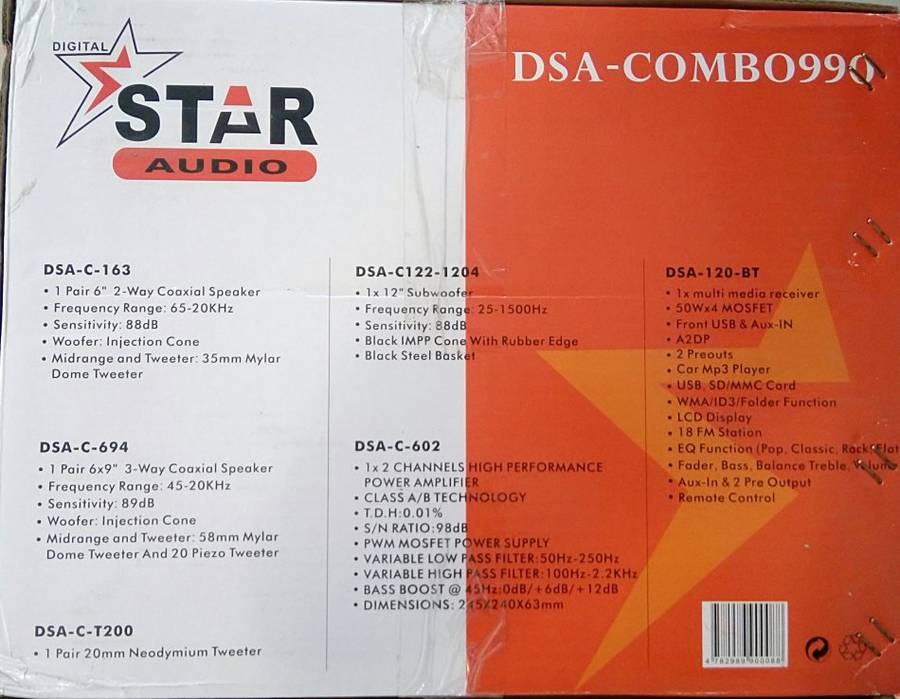 DIGITAL
STAR
AUDIO
DSA-COMBO990
DSA-C-163
• 1 Pair 6" 2-Way Coaxial Speaker
• Frequency Range: 65-20KHz
• Sensitivity: 88dB
• Woofer: Injection Cone
• Midrange and Tweeter: 35mm Mylar
Dome Tweeter
DSA-C-694
• 1 Pair 6x9" 3-Way Coaxial Speaker
• Frequency Range: 45-20KHz
• Sensitivity: 89dB
• Woofer: Injection Cone
• Midrange and Tweeter: 58mm Mylar
Dome Tweeter And 20 Piezo Tweeter
DSA-C-T200
• 1 Pair 20mm Neodymium Tweeter
DSA-C122-1204
• 1x 12" Subwoofer
• Frequency Range: 25-1500Hz
• Sensitivity: 88dB
• Black IMPP Cone With Rubber Edge
• Black Steel Basket
DSA-C-602
• 1x 2 CHANNELS HIGH PERFORMANCE
POWER AMPLIFIER
• CLASS A/B TECHNOLOGY
• T.D.H:0.01%
• S/N RATIO:98dB
• PWM MOSFET POWER SUPPLY
• VARIABLE LOW PASS FILTER:50Hz-250Hz
• VARIABLE HIGH PASS FILTER:100Hz-2.2KHz
• BASS BOOST @ 45Hz:0dB/+6dB/+12dB
• DIMENSIONS: 245X240X63mm
DSA-120-BT
• 1x multi media receiver
• 50Wx4 MOSFET
• Front USB & Aux-IN
• A2DP
• 2 Preouts
• Car Mp3 Player
• USB, SD/MMC Card
• WMA/ID3/Folder Function
• LCD Display
• 18 FM Station
• EQ Function (Pop, Classic, Rock, Flat
• Fader, Bass, Balance Treble, Volume
• Aux-In & 2 Pre Output
• Remote Control
4 782989 900088